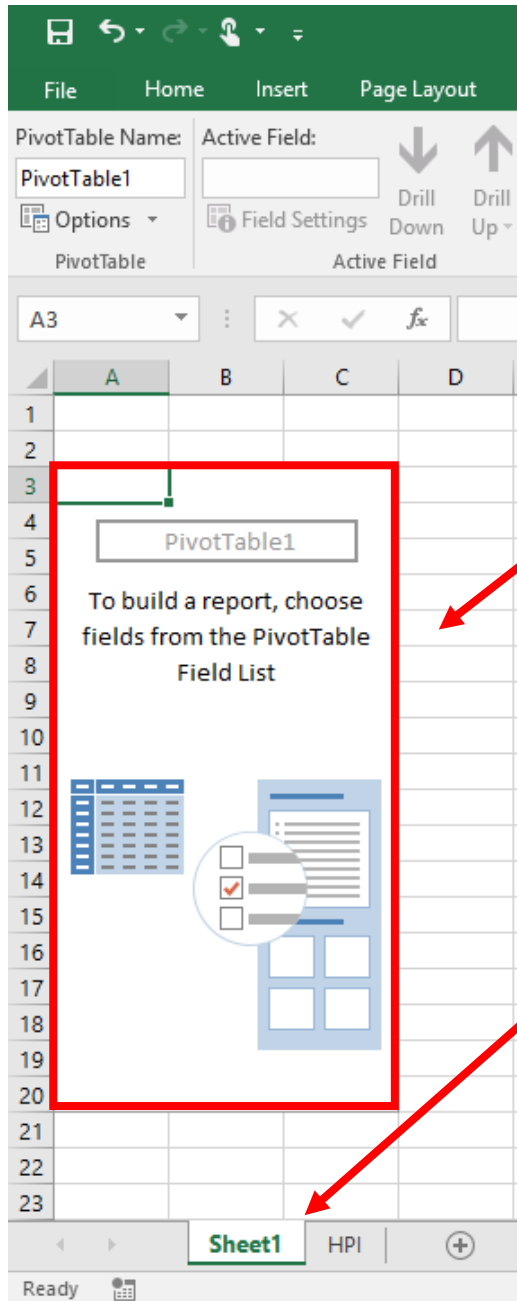 File Home Insert Page Layout
PivotTable Name: Active Field:
PivotTable1
Drill Drill
Options Field Settings Down Up
PivotTable Active Field
A3 fx
A B C D
1
2
3
4
PivotTable1
5
6 To build a report, choose
7 fields from the PivotTable
8 Field List
9
10
11
12
13
14
15
16
17
18
19
20
21
22
23
Sheet1 HPI
Ready